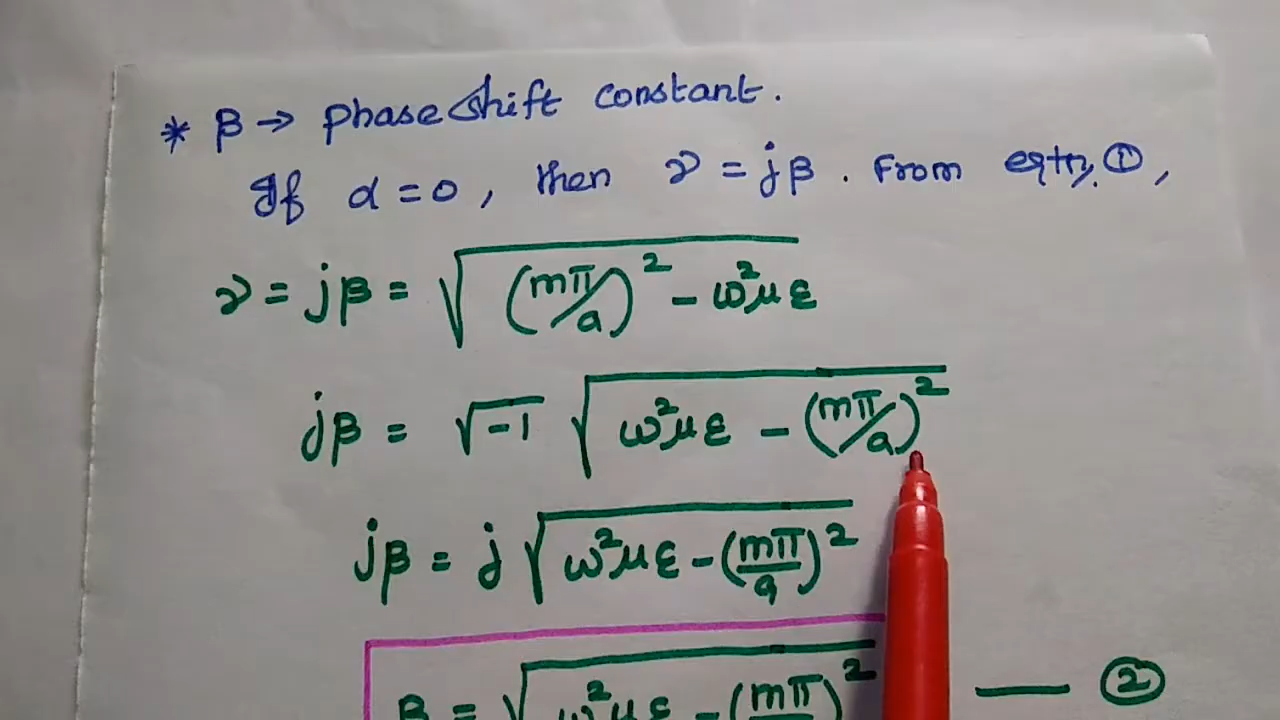 * β → phase shift constant.
If α = 0, then γ = jβ. From eqtn. ①,
γ = jβ = √((mπ/a)² - ω²με)
jβ = √-1 √(ω²με - (mπ/a)²)
jβ = j √(ω²με - (mπ/a)²)
β = √(ω²με - (mπ/a)²) — ②